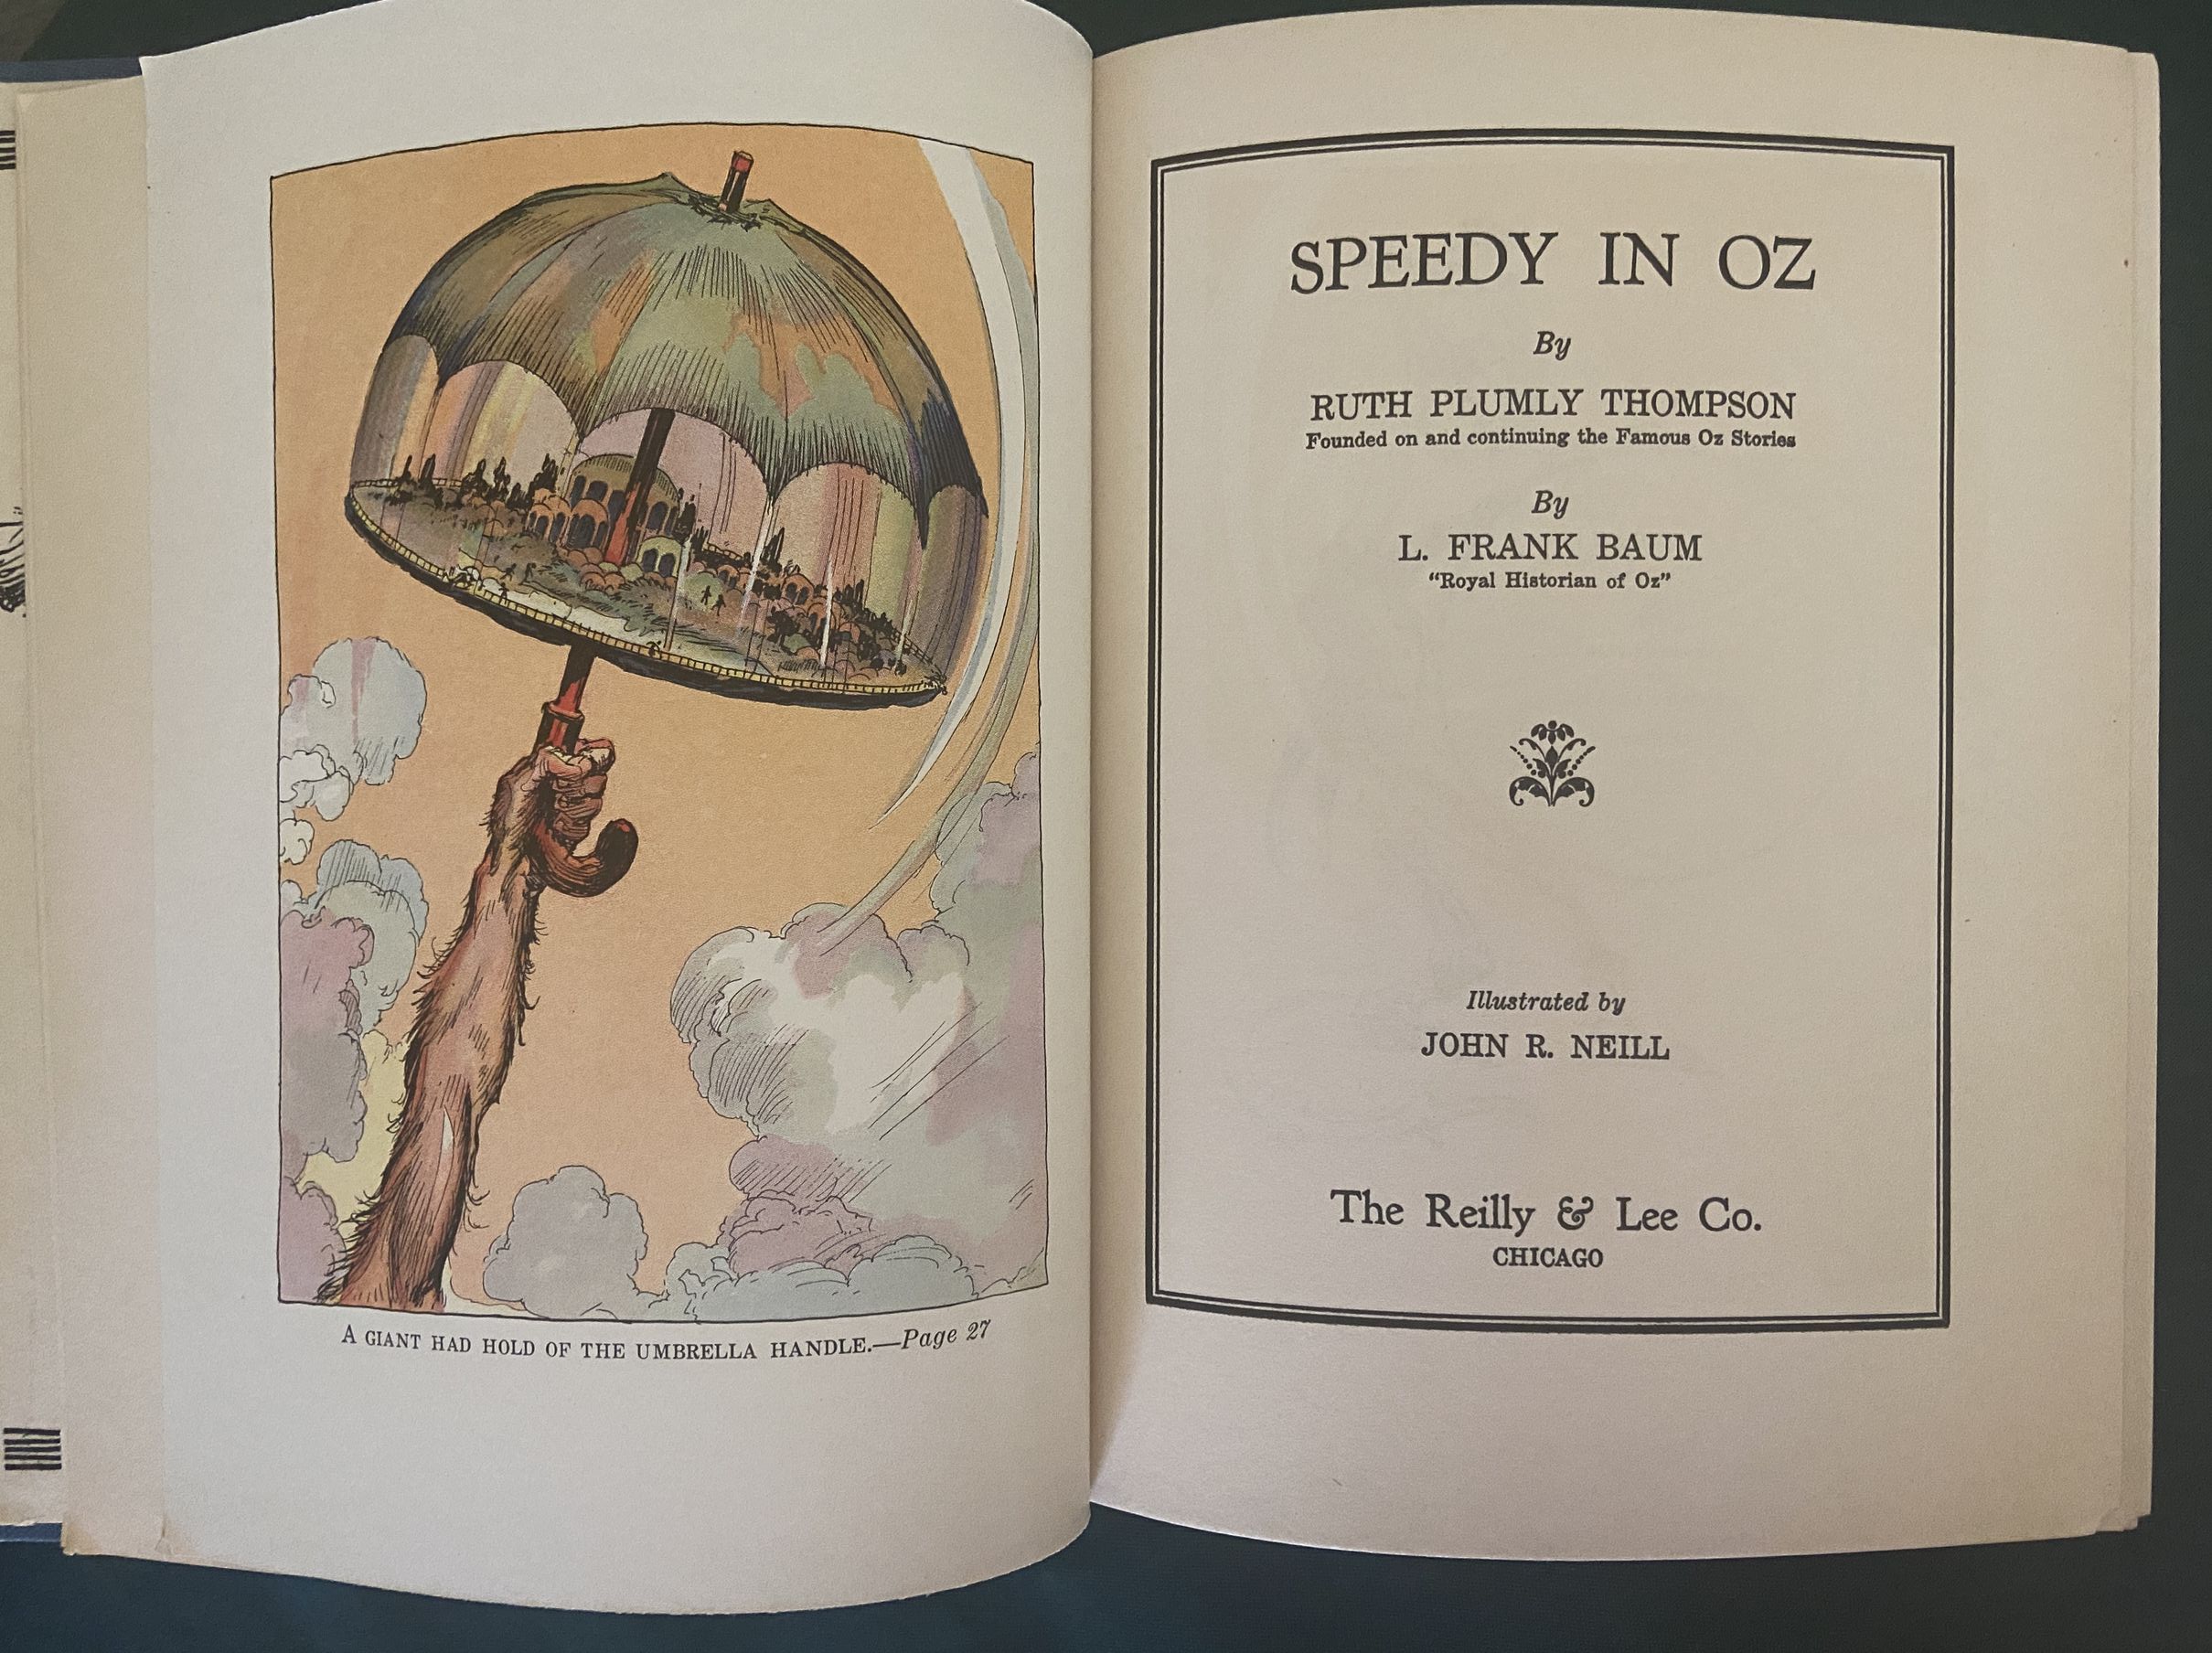 A GIANT HAD HOLD OF THE UMBRELLA HANDLE.—Page 27
SPEEDY IN OZ
By
RUTH PLUMLY THOMPSON
Founded on and continuing the Famous Oz Stories
By
L. FRANK BAUM
“Royal Historian of Oz”
Illustrated by
JOHN R. NEILL
The Reilly & Lee Co.
CHICAGO